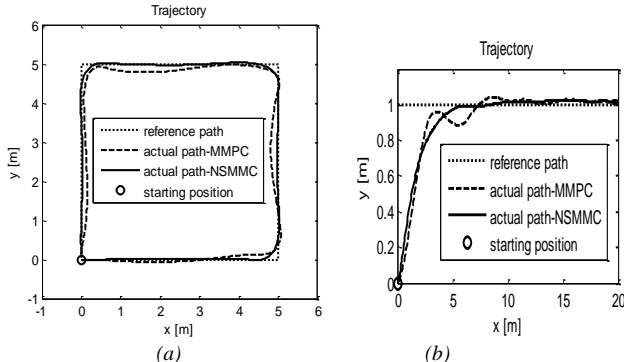 Trajectory
6
5
4
3
2
1
0
-1
y [m]
reference path
actual path-MMPC
actual path-NSMMC
starting position
-1 0 1 2 3 4 5 6
x [m]
(a)
Trajectory
1
0.8
0.6
0.4
0.2
0
y [m]
reference path
actual path-MMPC
actual path-NSMMC
starting position
0 5 10 15 20
x [m]
(b)